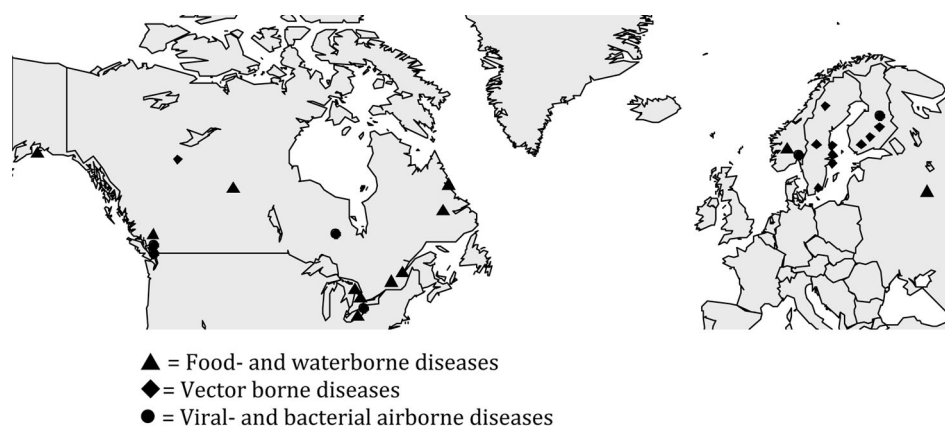 = Food- and waterborne diseases
= Vector borne diseases
= Viral- and bacterial airborne diseases